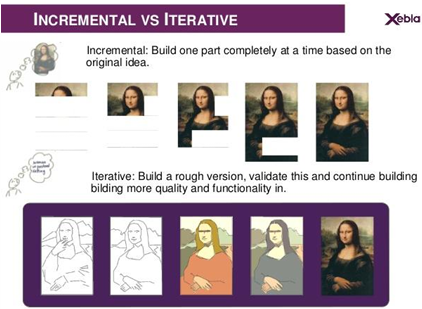 INCREMENTAL VS ITERATIVE
Xebia
Incremental: Build one part completely at a time based on the
original idea.
Iterative: Build a rough version, validate this and continue building
bilding more quality and functionality in.